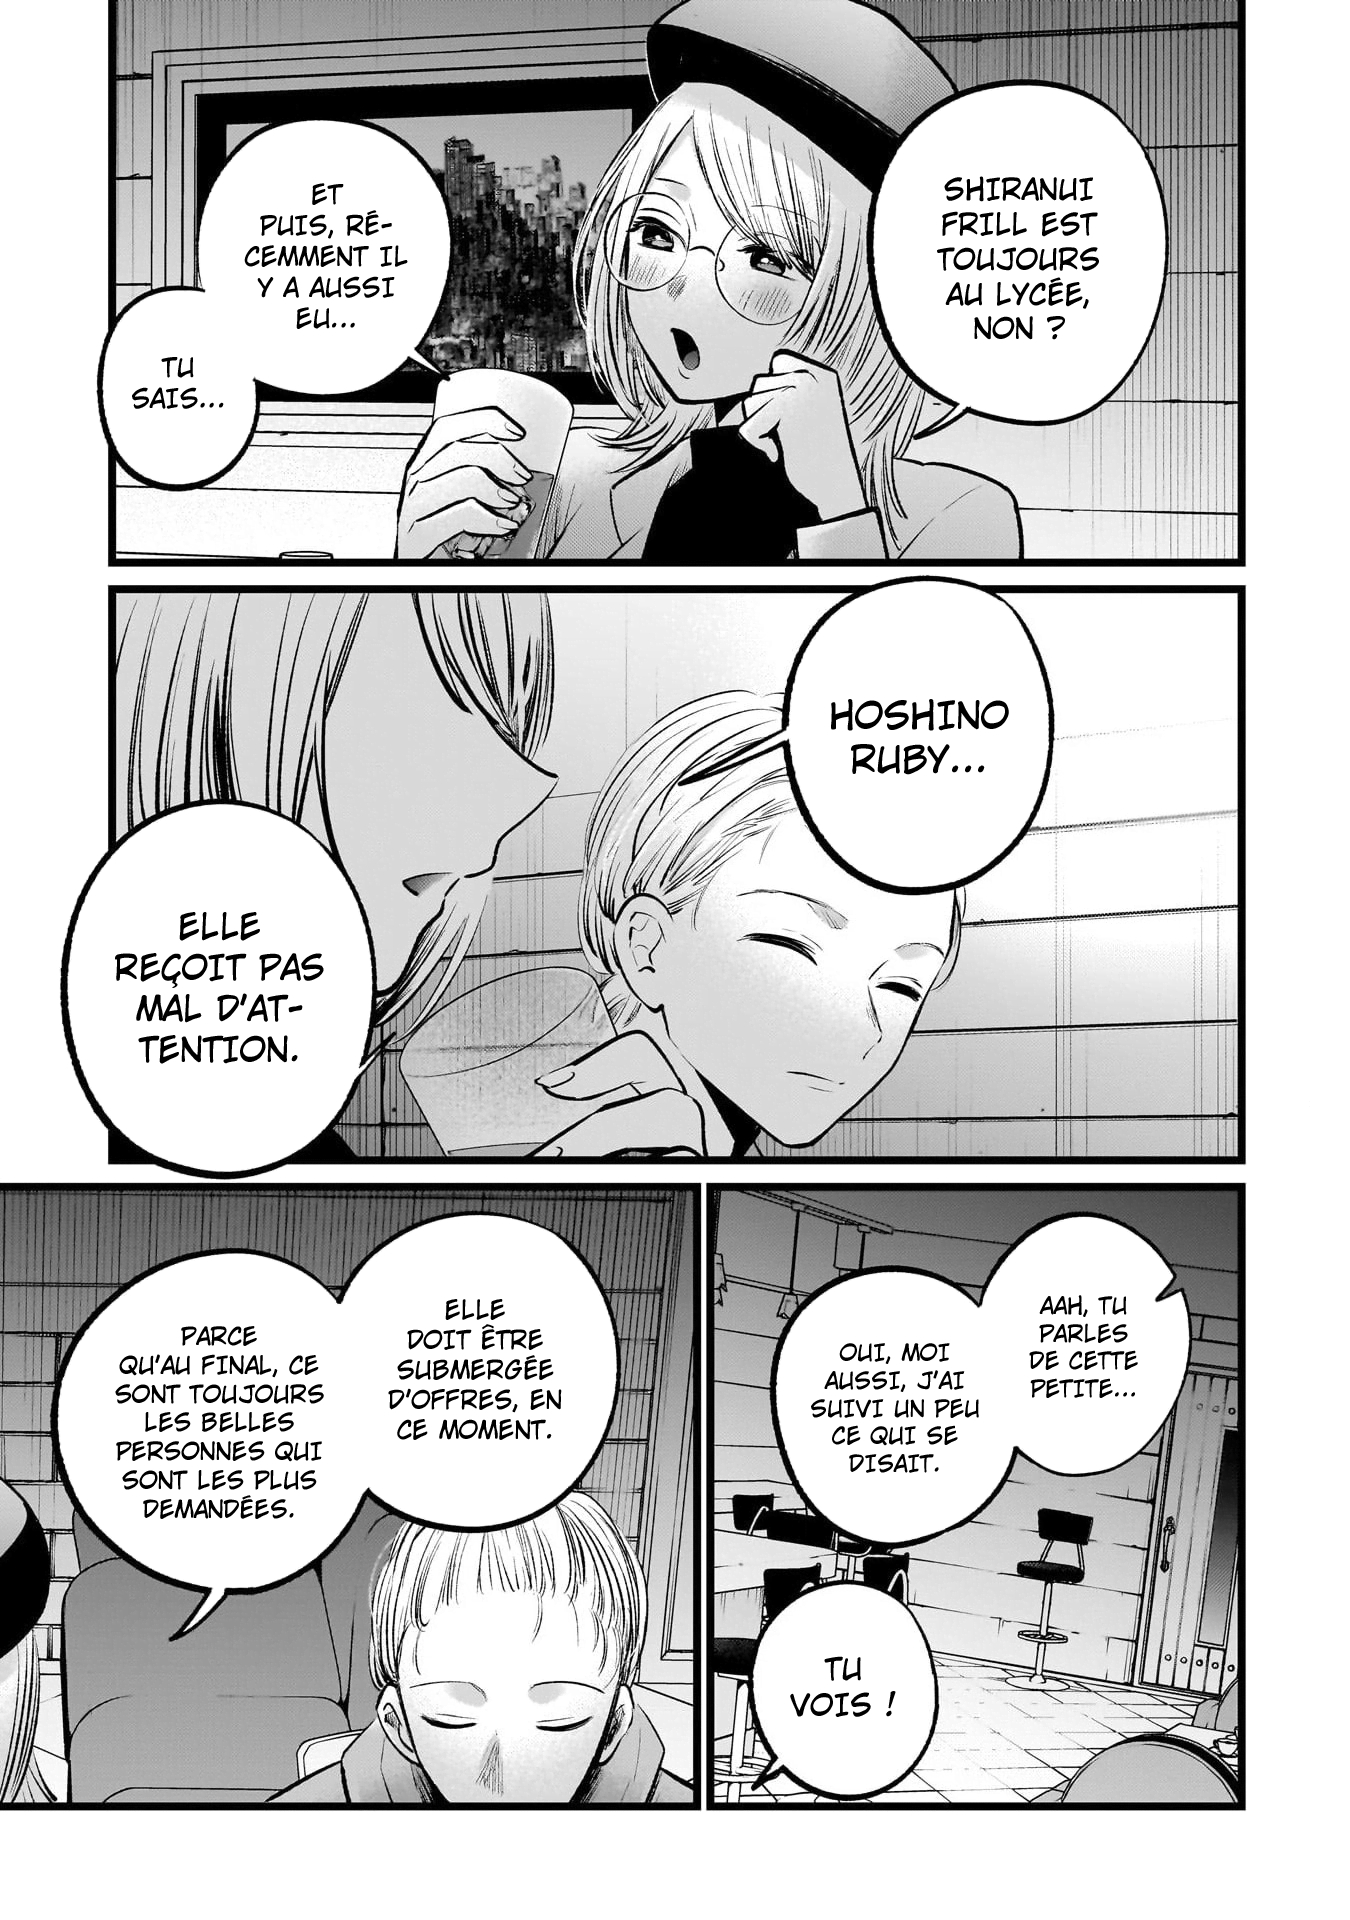 SHIRANUI
FRILL EST
TOUJOURS
AU LYCÉE,
NON ?
ET
PUIS, RÉ-
CEMMENT IL
Y A AUSSI
EU...
TU
SAIS...
HOSHINO
RUBY...
ELLE
REÇOIT PAS
MAL D'AT-
TENTION.
AAH, TU
PARLES
DE CETTE
PETITE...
OUI, MOI
AUSSI, J'AI
SUIVI UN PEU
CE QUI SE
DISAIT.
TU
VOIS !
ELLE
DOIT ÊTRE
SUBMERGÉE
D'OFFRES, EN
CE MOMENT.
PARCE
QU'AU FINAL, CE
SONT TOUJOURS
LES BELLES
PERSONNES QUI
SONT LES PLUS
DEMANDÉES.